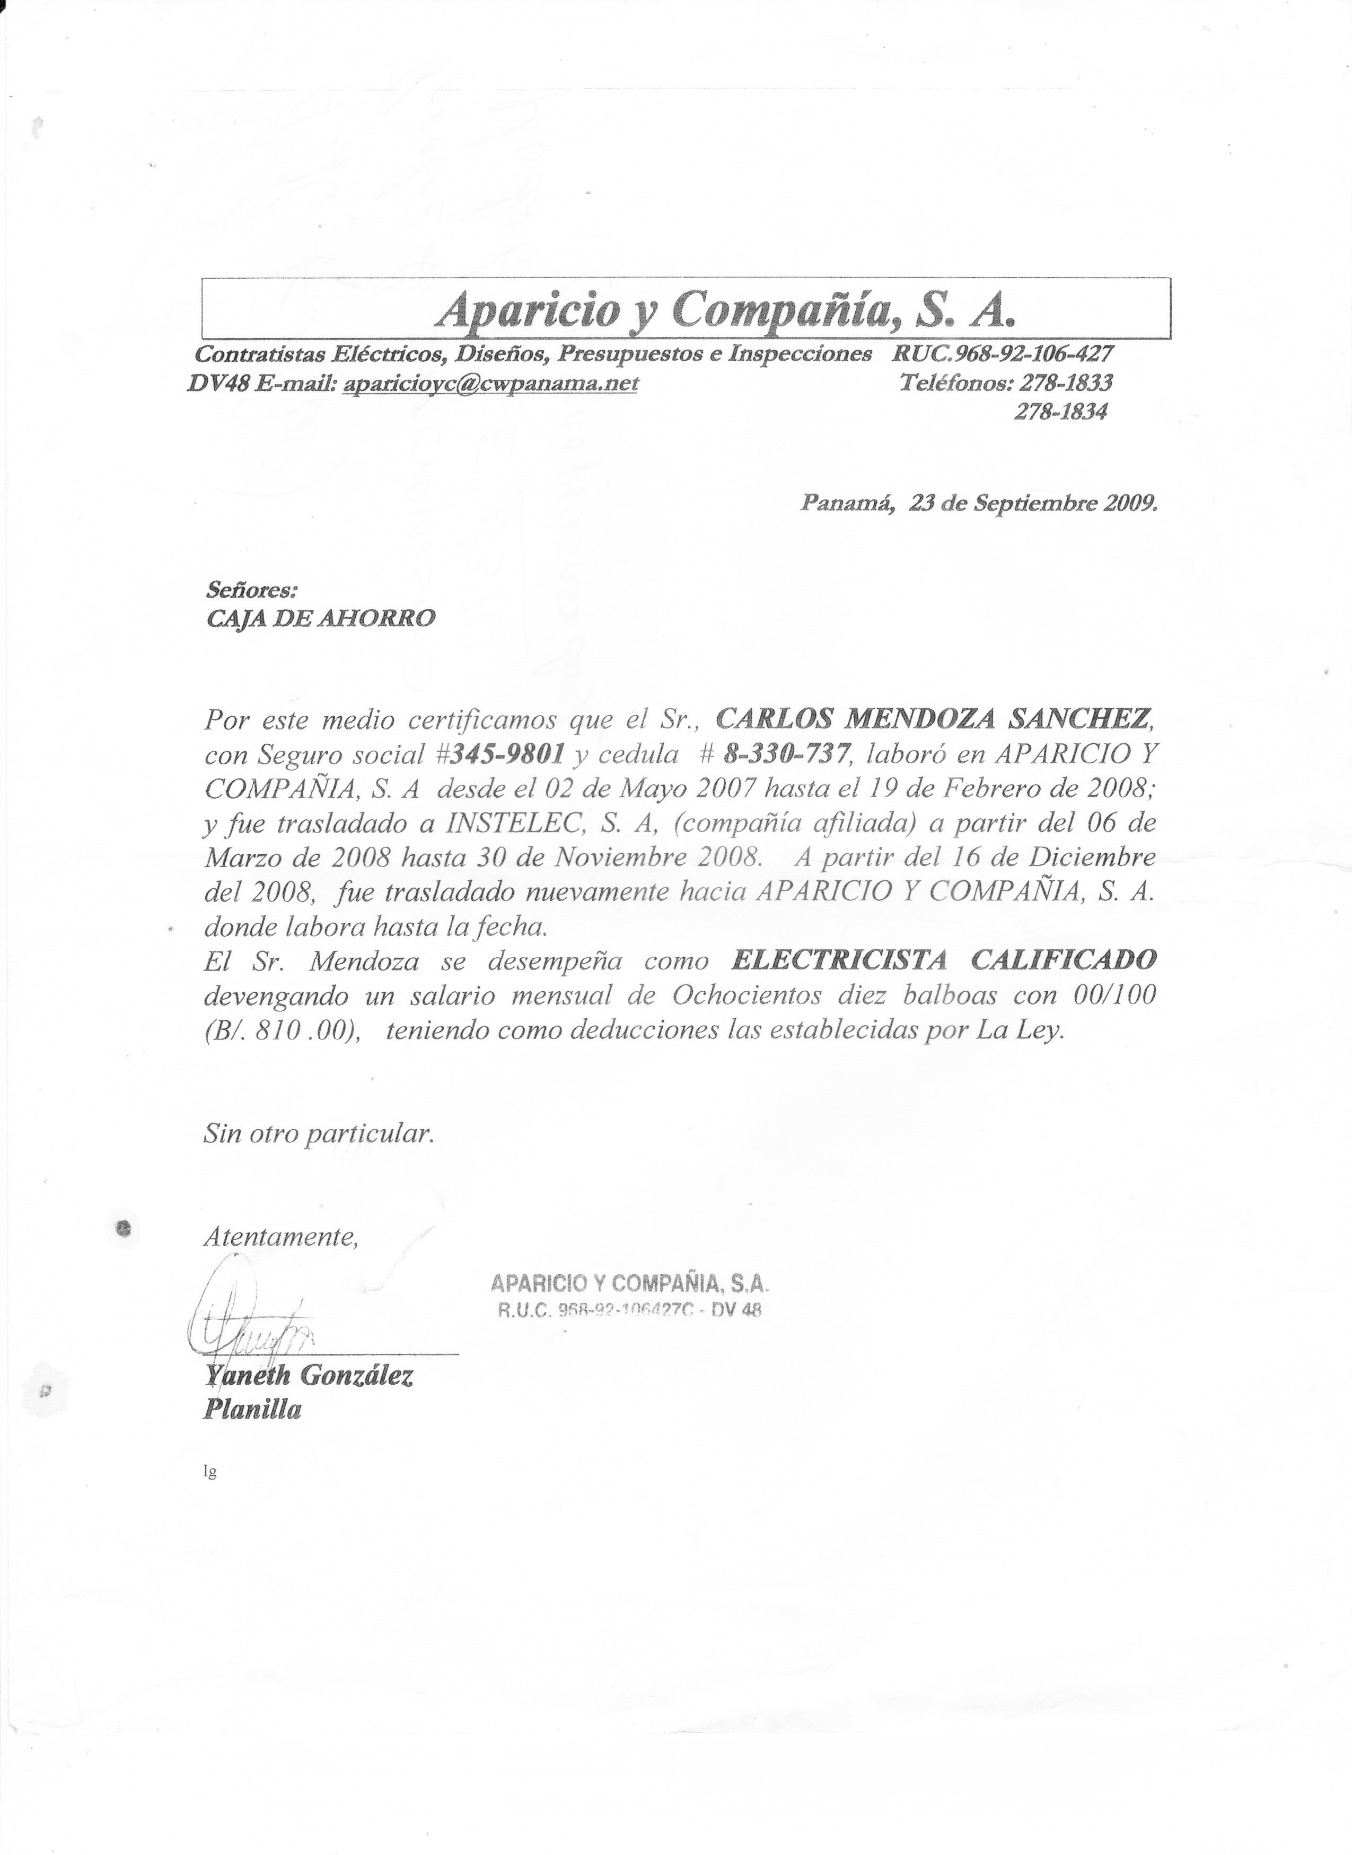 Aparicio y Compañía, S. A.
Contratistas Eléctricos, Diseños, Presupuestos e Inspecciones RUC.968-92-106-427
DV48 E-mail: aparicioyc@cwpanama.net Teléfonos: 278-1833
278-1834
Panamá, 23 de Septiembre 2009.
Señores:
CAJA DE AHORRO
Por este medio certificamos que el Sr., CARLOS MENDOZA SANCHEZ,
con Seguro social #345-9801 y cedula # 8-330-737, laboró en APARICIO Y
COMPAÑIA, S. A desde el 02 de Mayo 2007 hasta el 19 de Febrero de 2008;
y fue trasladado a INSTELEC, S. A, (compañía afiliada) a partir del 06 de
Marzo de 2008 hasta 30 de Noviembre 2008. A partir del 16 de Diciembre
del 2008, fue trasladado nuevamente hacia APARICIO Y COMPAÑIA, S. A.
donde labora hasta la fecha.
El Sr. Mendoza se desempeña como ELECTRICISTA CALIFICADO
devengando un salario mensual de Ochocientos diez balboas con 00/100
(B/. 810 .00), teniendo como deducciones las establecidas por La Ley.
Sin otro particular.
Atentamente,
APARICIO Y COMPAÑIA, S.A.
R.U.C. 968-92-106427C - DV 48
Yaneth González
Planilla
Ig